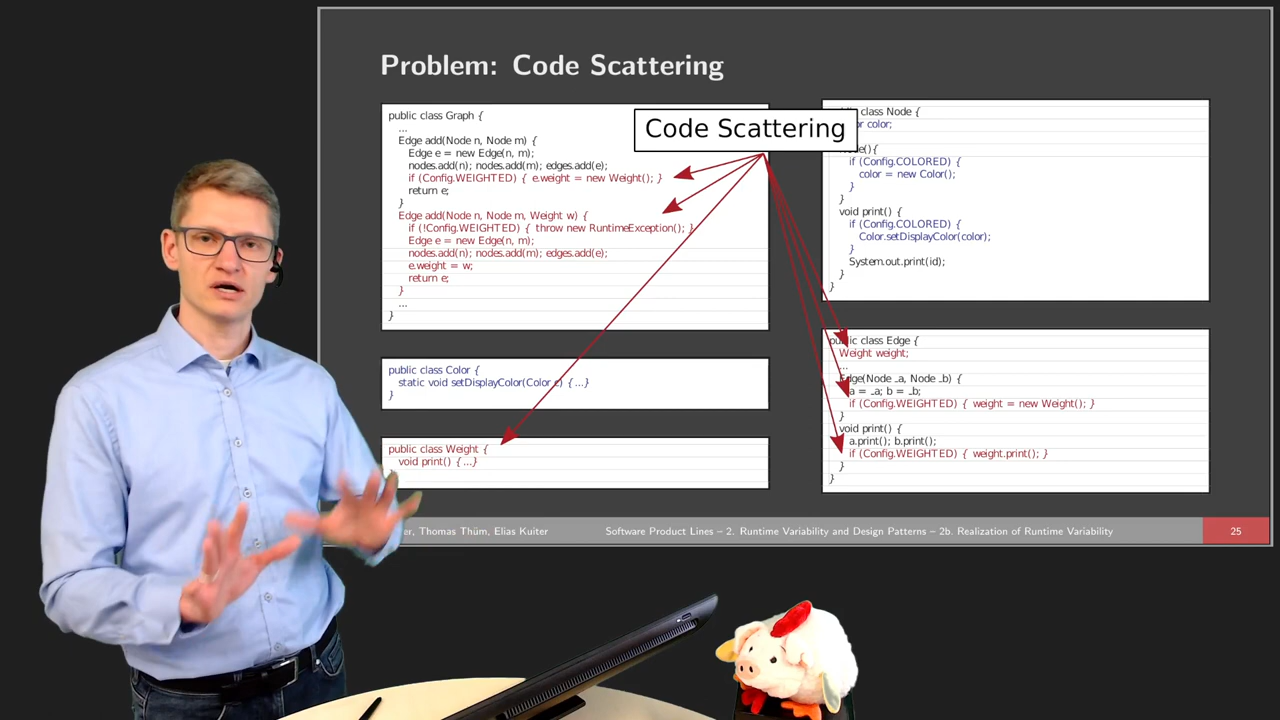 Problem: Code Scattering
Code Scattering
public class Graph {
...
Edge add(Node n, Node m) {
Edge e = new Edge(n, m);
nodes.add(n); nodes.add(m); edges.add(e);
if (Config.WEIGHTED) { e.weight = new Weight(); }
return e;
}
Edge add(Node n, Node m, Weight w) {
if (!Config.WEIGHTED) { throw new RuntimeException(); }
Edge e = new Edge(n, m);
nodes.add(n); nodes.add(m); edges.add(e);
e.weight = w;
return e;
}
...
}
public class Color {
static void setDisplayColor(Color c) {...}
}
public class Weight {
void print() {...}
class Node {
color;
if (Config.COLORED) {
color = new Color();
}
}
void print() {
if (Config.COLORED) {
Color.setDisplayColor(color);
}
System.out.print(id);
}
}
public class Edge {
Weight weight;
...
Edge(Node _a, Node _b) {
a = _a; b = _b;
if (Config.WEIGHTED) { weight = new Weight(); }
}
void print() {
a.print(); b.print();
if (Config.WEIGHTED) { weight.print(); }
}
}
Thomas Thüm, Elias Kuiter
Software Product Lines – 2. Runtime Variability and Design Patterns – 2b. Realization of Runtime Variability
25